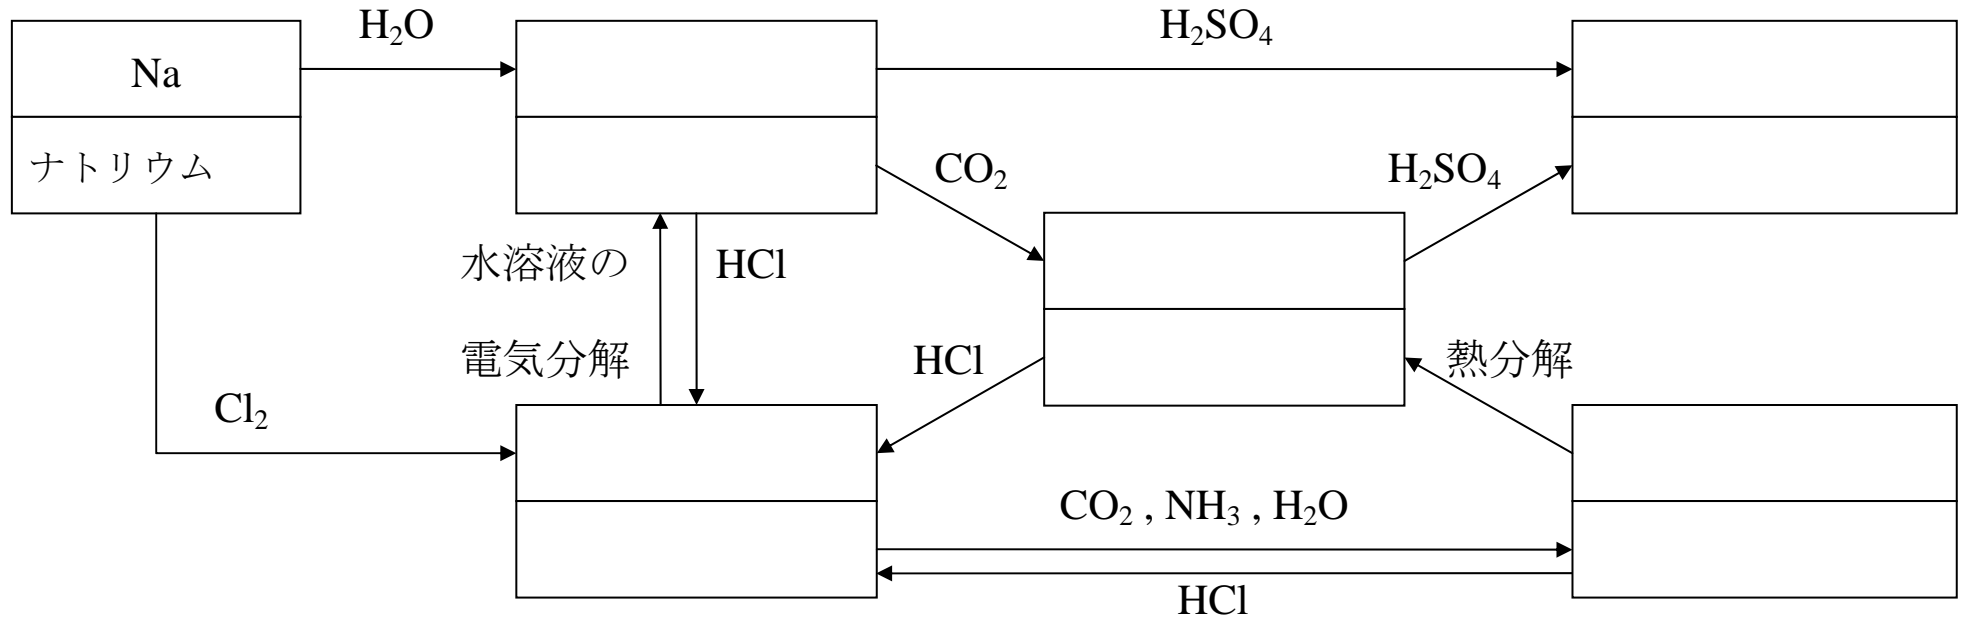 H₂O
H₂SO₄
Na
ナトリウム
CO₂
H₂SO₄
水溶液の
HCl
電気分解
HCl
熱分解
Cl₂
CO₂ , NH₃ , H₂O
HCl